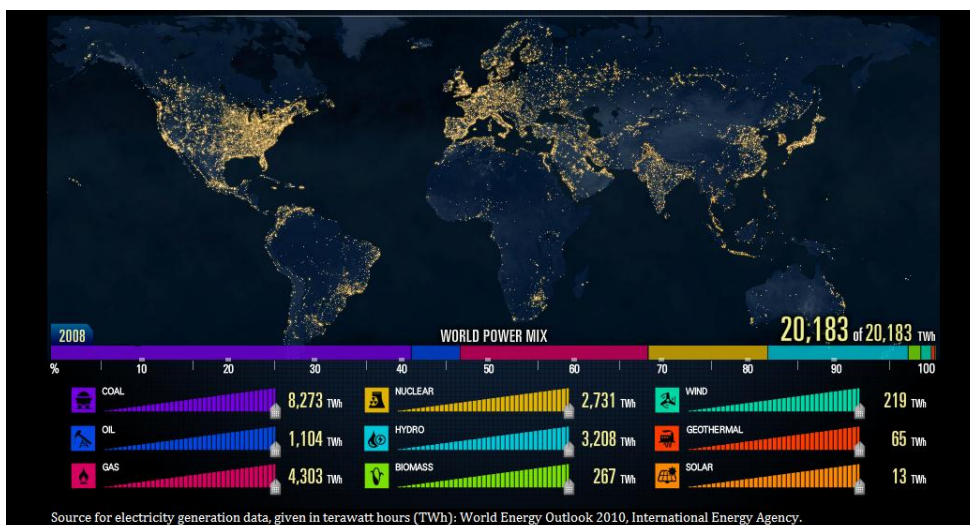 2008
WORLD POWER MIX
20,183 of 20,183 TWh
% 10 20 30 40 50 60 70 80 90 100
COAL 8,273 TWh
OIL 1,104 TWh
GAS 4,303 TWh
NUCLEAR 2,731 TWh
HYDRO 3,208 TWh
BIOMASS 267 TWh
WIND 219 TWh
GEOTHERMAL 65 TWh
SOLAR 13 TWh
Source for electricity generation data, given in terawatt hours (TWh): World Energy Outlook 2010, International Energy Agency.